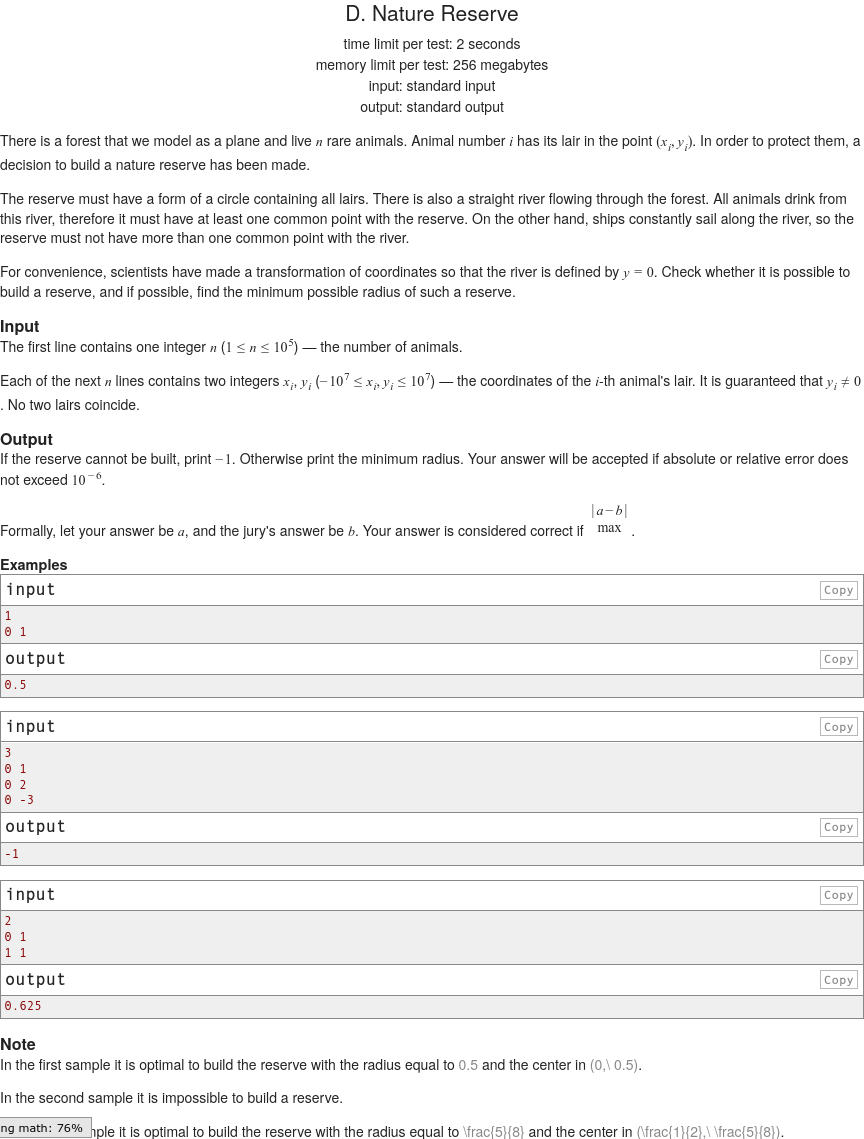 D. Nature Reserve
time limit per test: 2 seconds
memory limit per test: 256 megabytes
input: standard input
output: standard output
There is a forest that we model as a plane and live n rare animals. Animal number i has its lair in the point (x_i, y_i). In order to protect them, a
decision to build a nature reserve has been made.
The reserve must have a form of a circle containing all lairs. There is also a straight river flowing through the forest. All animals drink from
this river, therefore it must have at least one common point with the reserve. On the other hand, ships constantly sail along the river, so the
reserve must not have more than one common point with the river.
For convenience, scientists have made a transformation of coordinates so that the river is defined by y = 0. Check whether it is possible to
build a reserve, and if possible, find the minimum possible radius of such a reserve.
Input
The first line contains one integer n (1 ≤ n ≤ 10^5) — the number of animals.
Each of the next n lines contains two integers x_i, y_i (−10^7 ≤ x_i, y_i ≤ 10^7) — the coordinates of the i-th animal's lair. It is guaranteed that y_i ≠ 0
. No two lairs coincide.
Output
If the reserve cannot be built, print −1. Otherwise print the minimum radius. Your answer will be accepted if absolute or relative error does
not exceed 10^−6.
|a−b|
Formally, let your answer be a, and the jury's answer be b. Your answer is considered correct if max .
Examples
input Copy
1
0 1
output Copy
0.5
input Copy
3
0 1
0 2
0 -3
output Copy
-1
input Copy
2
0 1
1 1
output Copy
0.625
Note
In the first sample it is optimal to build the reserve with the radius equal to 0.5 and the center in (0,\ 0.5).
In the second sample it is impossible to build a reserve.
ng math: 76% mple it is optimal to build the reserve with the radius equal to \frac{5}{8} and the center in (\frac{1}{2},\ \frac{5}{8}).